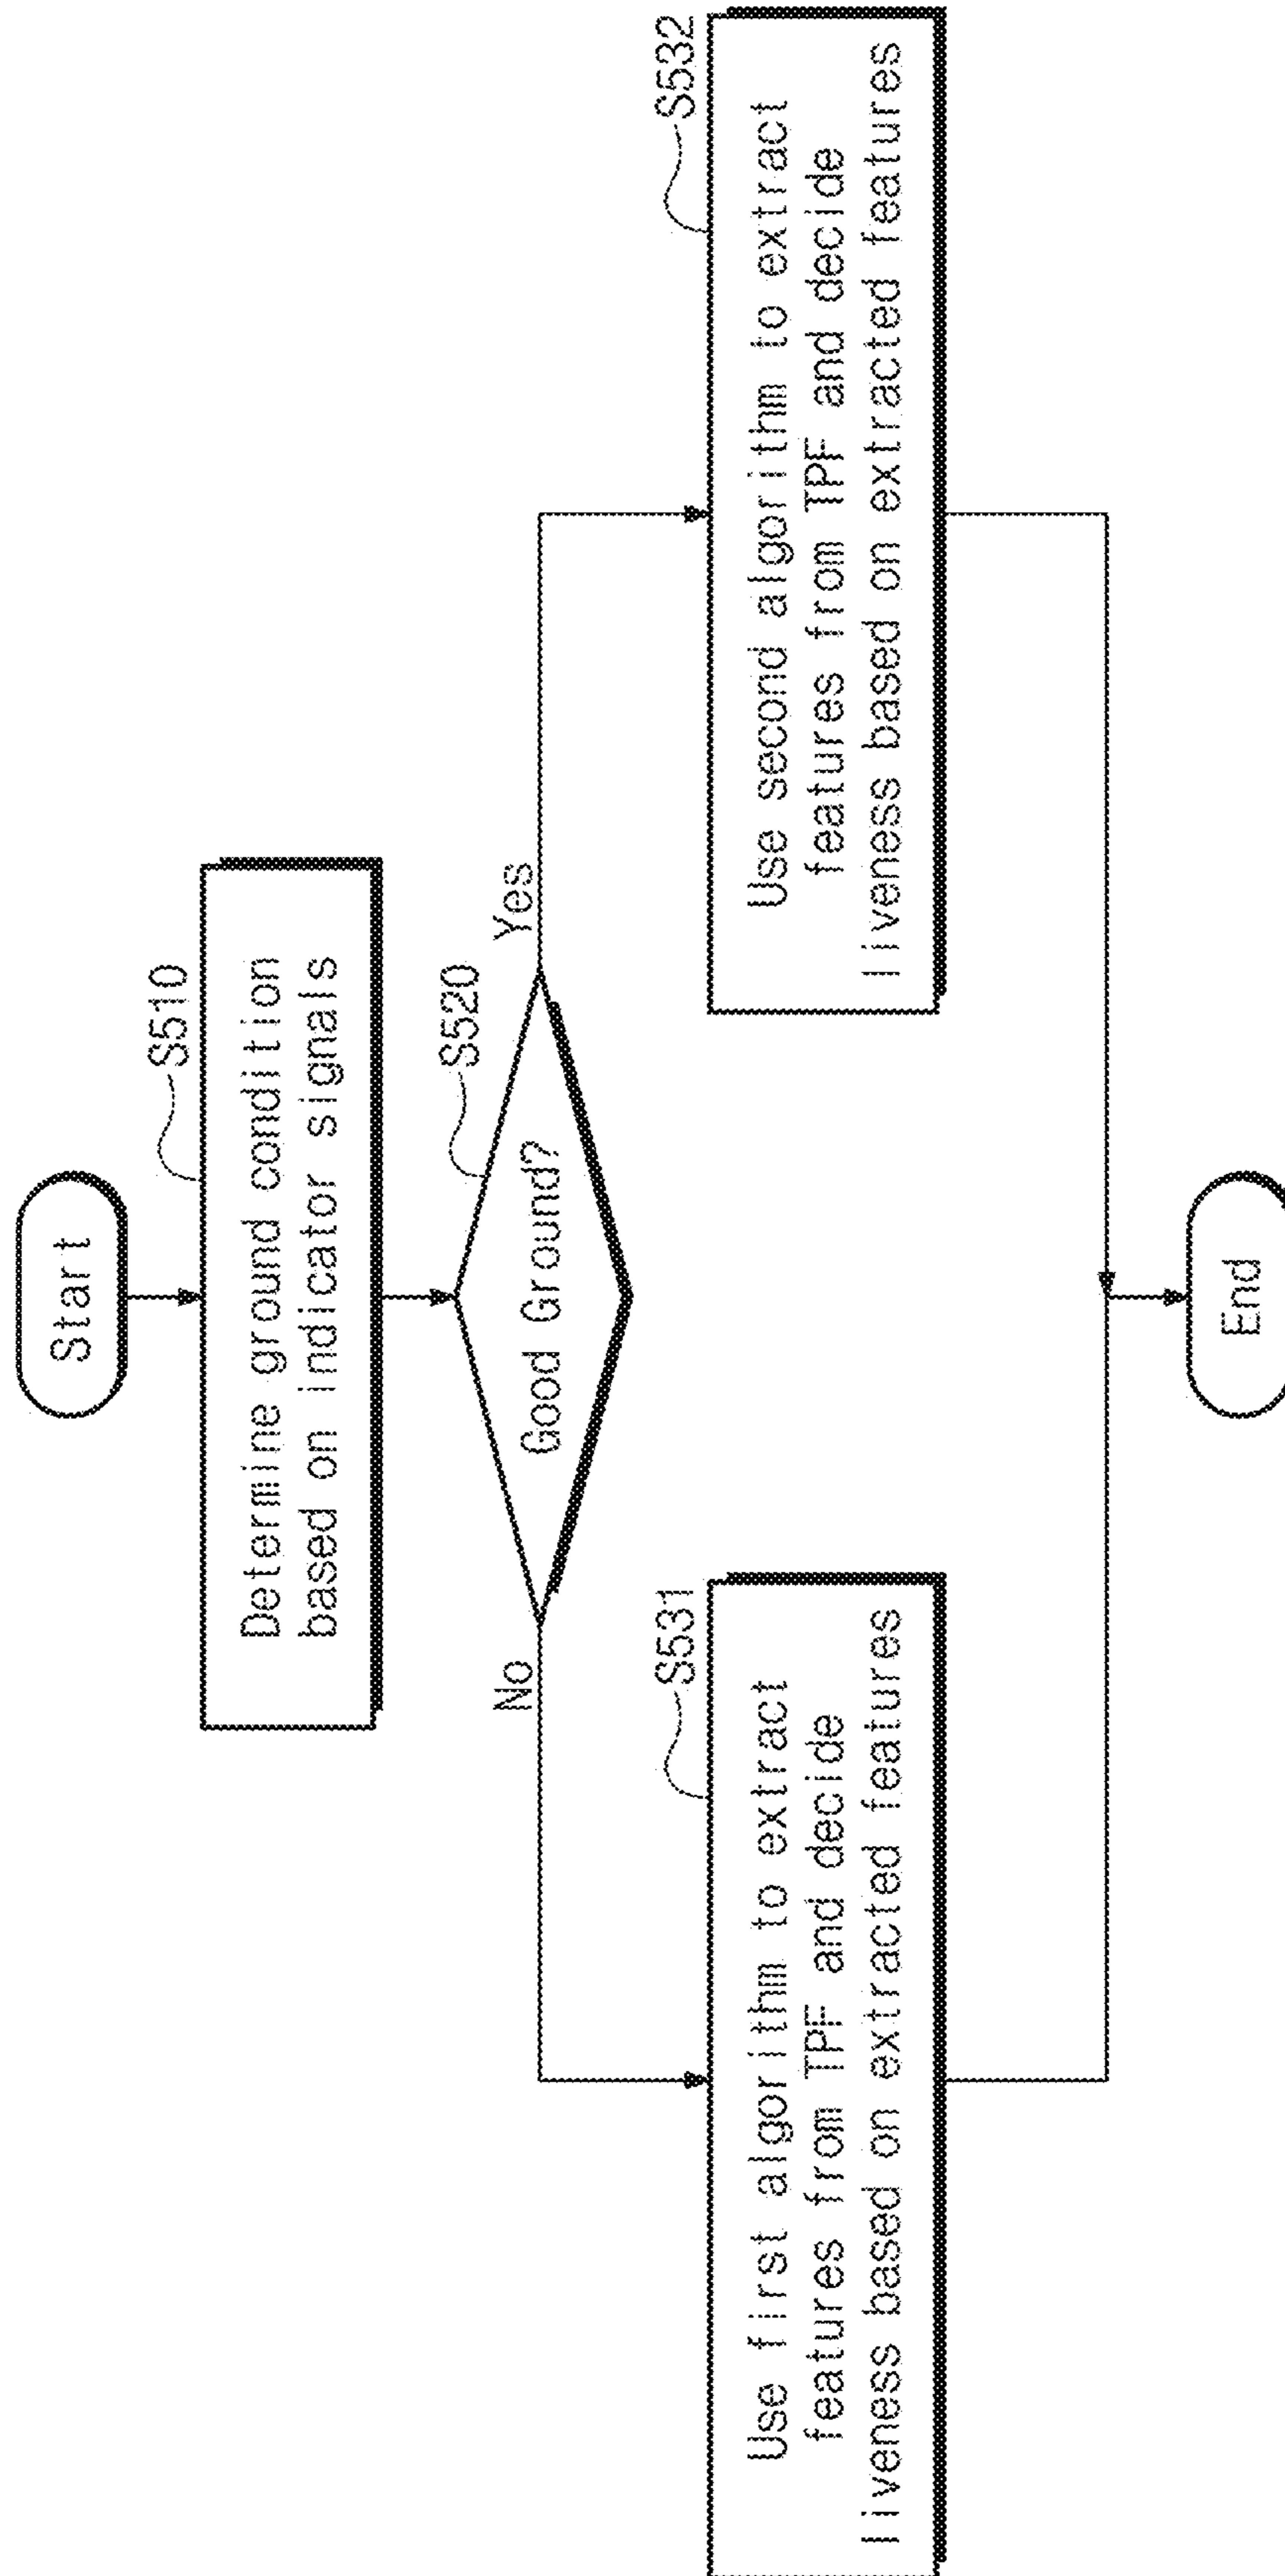 Start
S510
Determine ground condition
based on indicator signals
S520
Good Ground?
No
Yes
S531
Use first algorithm to extract
features from TPF and decide
liveness based on extracted features
S532
Use second algorithm to extract
features from TPF and decide
liveness based on extracted features
End